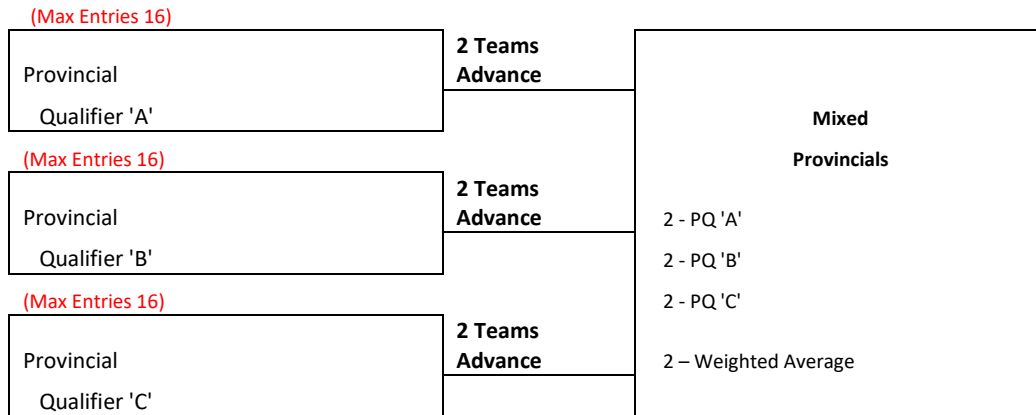 (Max Entries 16)
Provincial
Qualifier 'A'
2 Teams
Advance
(Max Entries 16)
Provincial
Qualifier 'B'
2 Teams
Advance
(Max Entries 16)
Provincial
Qualifier 'C'
2 Teams
Advance
Mixed
Provincials
2 - PQ 'A'
2 - PQ 'B'
2 - PQ 'C'
2 – Weighted Average